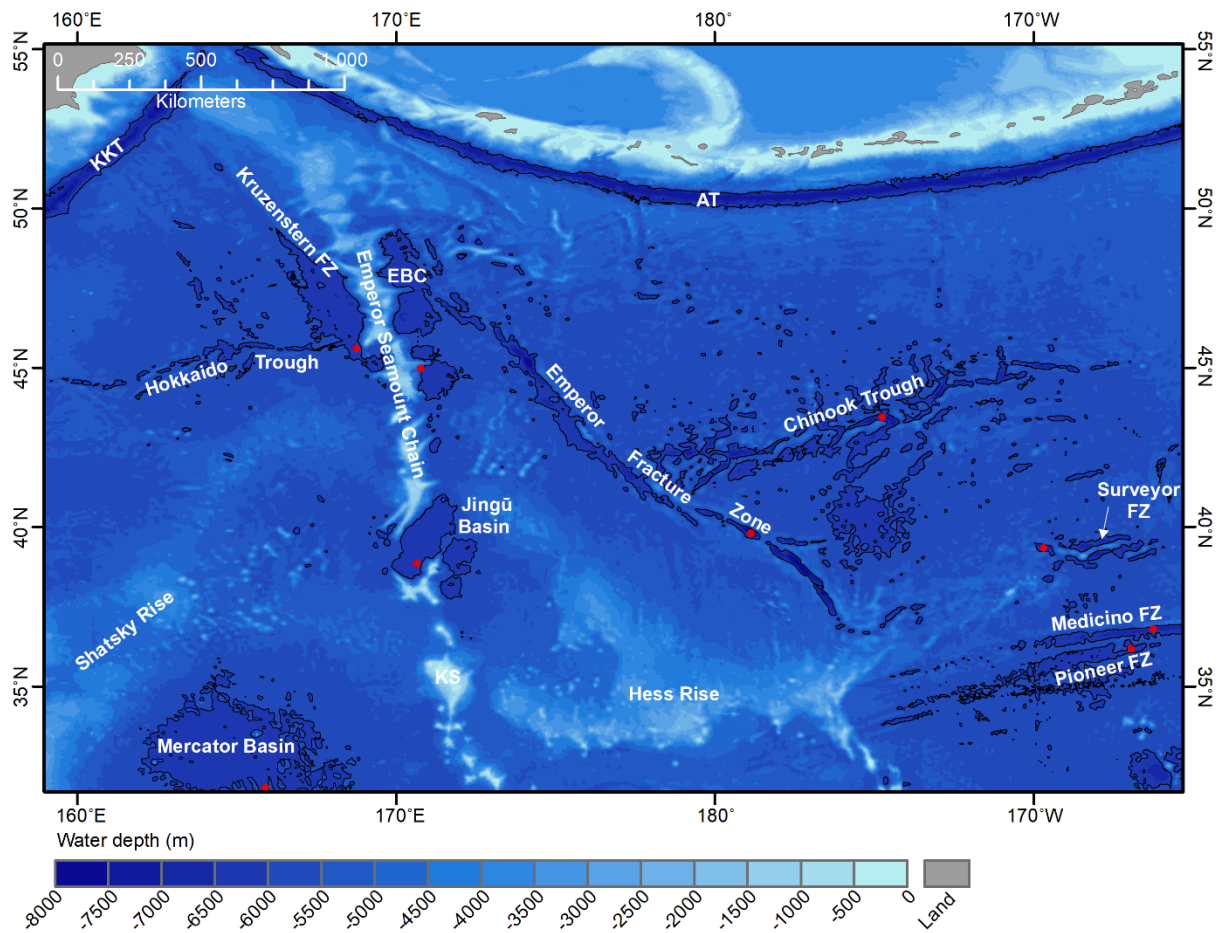 160˚E 170˚E 180˚ 170˚W
55˚N 55˚N
0 250 500 1,000
Kilometers
KKT
50˚N 50˚N
AT
Kruzenstern FZ
EBC
Emperor Seamount Chain
Hokkaido Trough
45˚N 45˚N
Emperor Fracture Zone
Chinook Trough
Jingū
Basin
Surveyor
FZ
40˚N 40˚N
Shatsky Rise
Medicino FZ
Pioneer FZ
35˚N 35˚N
KS
Hess Rise
Mercator Basin
160˚E 170˚E 180˚ 170˚W
Water depth (m)
-8000 -7500 -7000 -6500 -6000 -5500 -5000 -4500 -4000 -3500 -3000 -2500 -2000 -1500 -1000 -500 0 Land